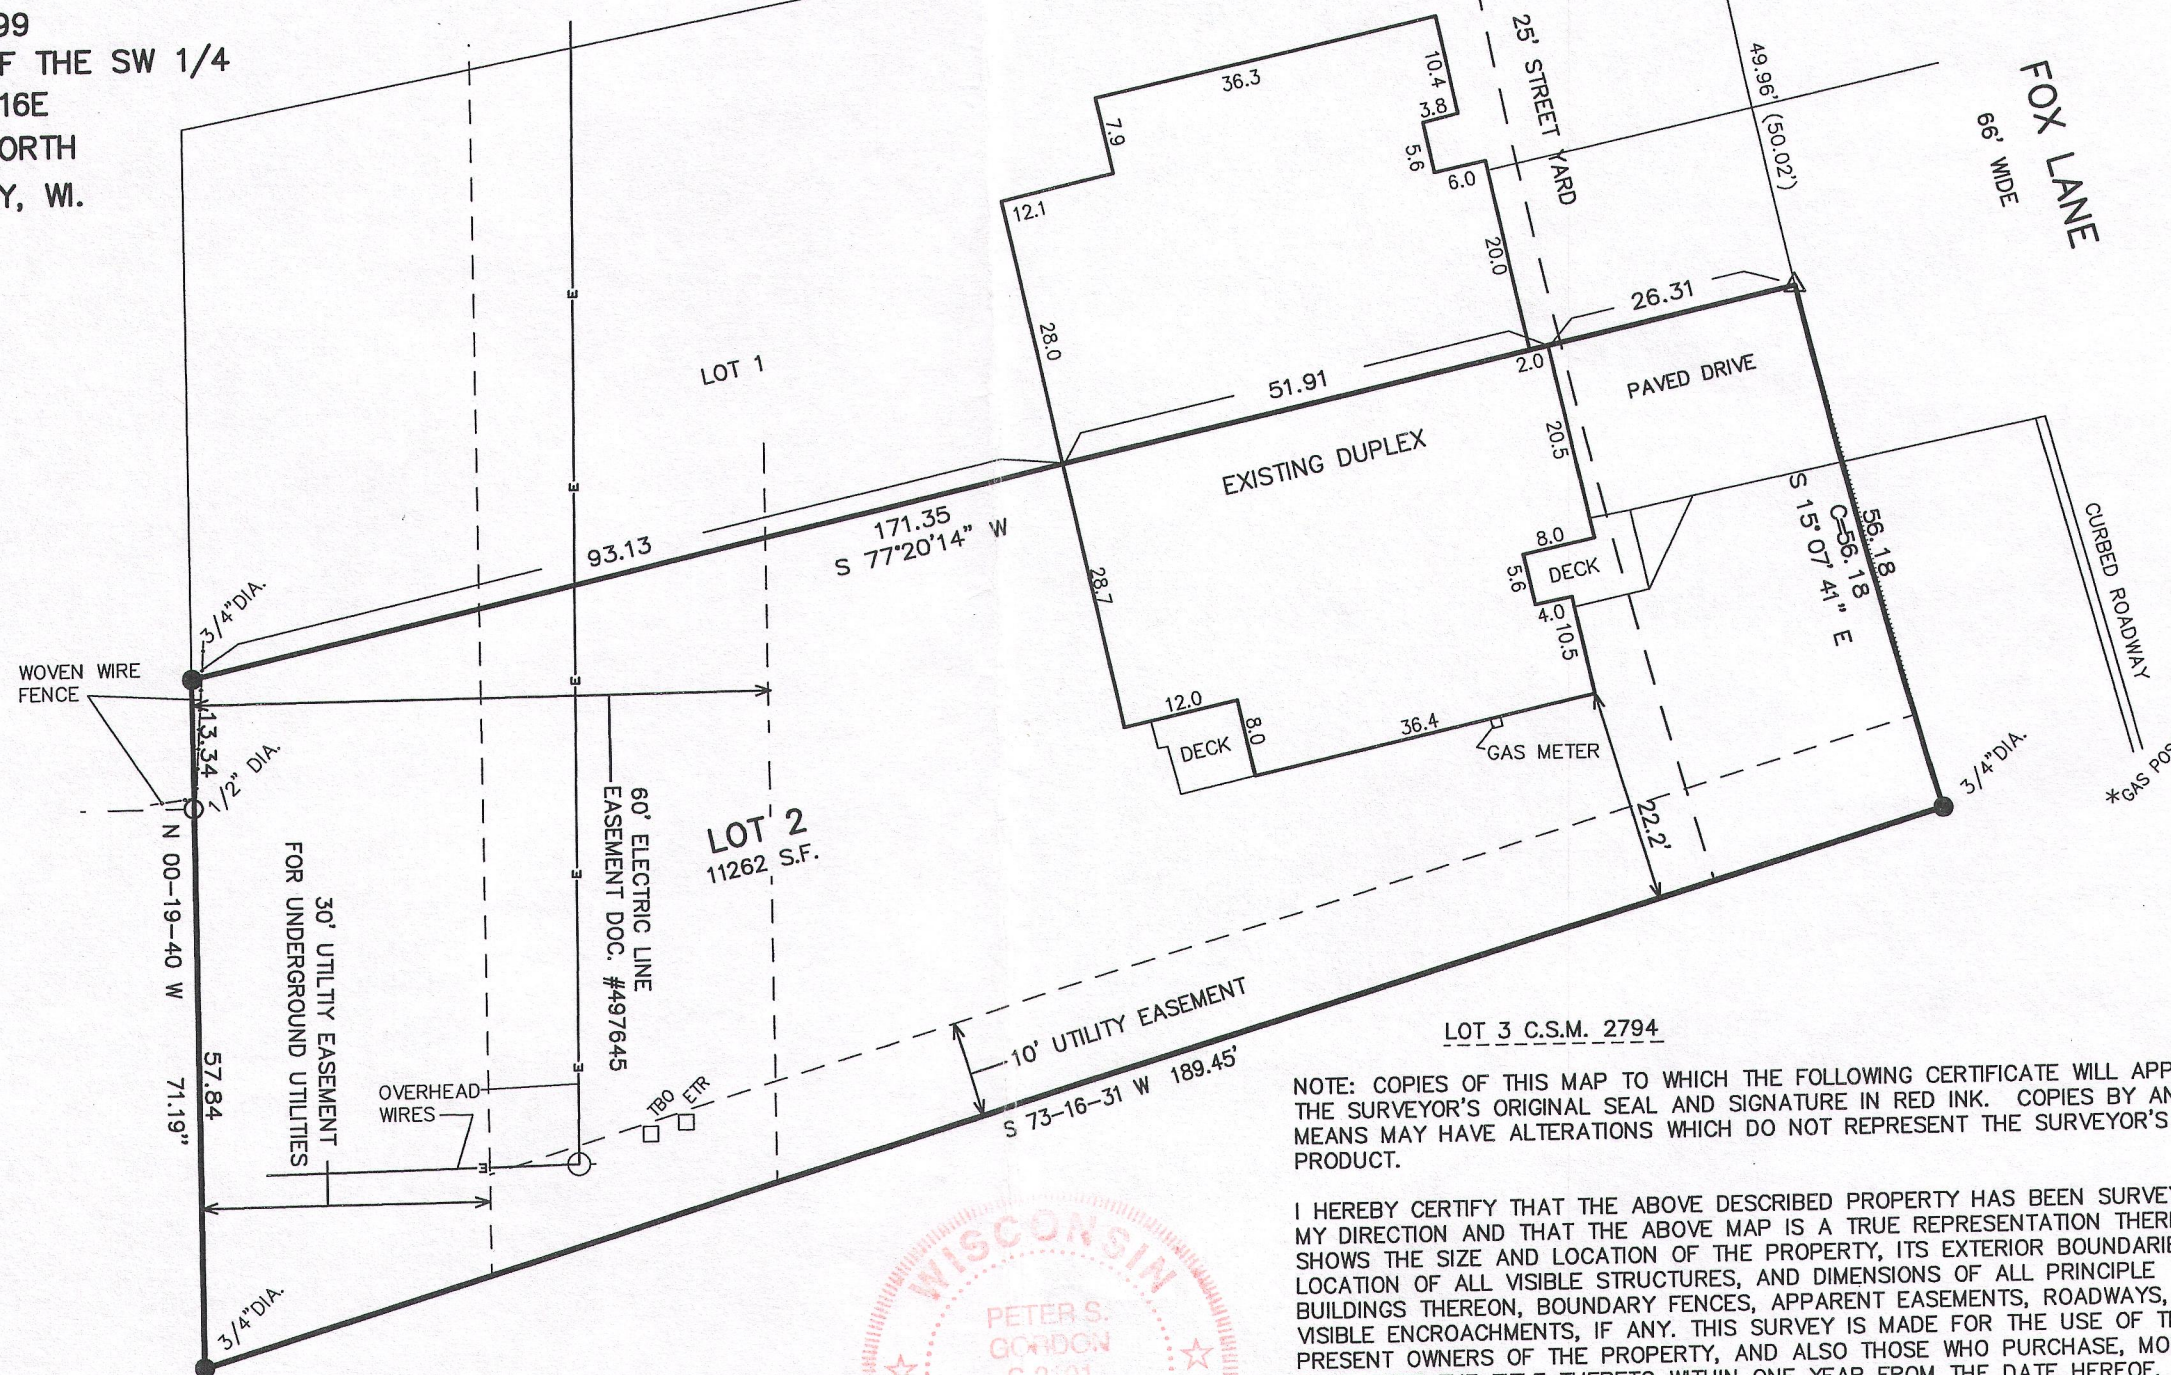 99
F THE SW 1/4
16E
ORTH
Y, WI.
36.3
10.4
3.8
7.9
5.6
6.0
12.1
20.0
28.0
25' STREET YARD
49.96'
(50.02')
FOX LANE
66' WIDE
LOT 1
26.31
2.0
51.91
PAVED DRIVE
EXISTING DUPLEX
20.5
93.13
171.35
S 77°20'14" W
8.0
DECK
5.6
4.0
10.5
28.7
56.18
C=56.18
S 15°07'41" E
CURBED ROADWAY
3/4"DIA.
WOVEN WIRE
FENCE
13.34
1/2" DIA.
12.0
8.0
DECK
36.4
GAS METER
22.2'
3/4"DIA.
*GAS POS
LOT 2
11262 S.F.
60' ELECTRIC LINE
EASEMENT DOC. #497645
N 00-19-40 W
71.19"
57.84
30' UTILTIY EASEMENT
FOR UNDERGROUND UTILITIES
OVERHEAD
WIRES
E
E
E
E
E
E
TBO
ETR
10' UTILITY EASEMENT
S 73-16-31 W 189.45'
3/4"DIA.
LOT 3 C.S.M. 2794
NOTE: COPIES OF THIS MAP TO WHICH THE FOLLOWING CERTIFICATE WILL APP
THE SURVEYOR'S ORIGINAL SEAL AND SIGNATURE IN RED INK. COPIES BY AN
MEANS MAY HAVE ALTERATIONS WHICH DO NOT REPRESENT THE SURVEYOR'S
PRODUCT.
I HEREBY CERTIFY THAT THE ABOVE DESCRIBED PROPERTY HAS BEEN SURVEY
MY DIRECTION AND THAT THE ABOVE MAP IS A TRUE REPRESENTATION THER
SHOWS THE SIZE AND LOCATION OF THE PROPERTY, ITS EXTERIOR BOUNDARIE
LOCATION OF ALL VISIBLE STRUCTURES, AND DIMENSIONS OF ALL PRINCIPLE
BUILDINGS THEREON, BOUNDARY FENCES, APPARENT EASEMENTS, ROADWAYS,
VISIBLE ENCROACHMENTS, IF ANY. THIS SURVEY IS MADE FOR THE USE OF T
PRESENT OWNERS OF THE PROPERTY, AND ALSO THOSE WHO PURCHASE, MO
THE TITLE THERETO WITHIN ONE YEAR FROM THE DATE HEREOF.
WISCONSIN
PETER S.
GORDON